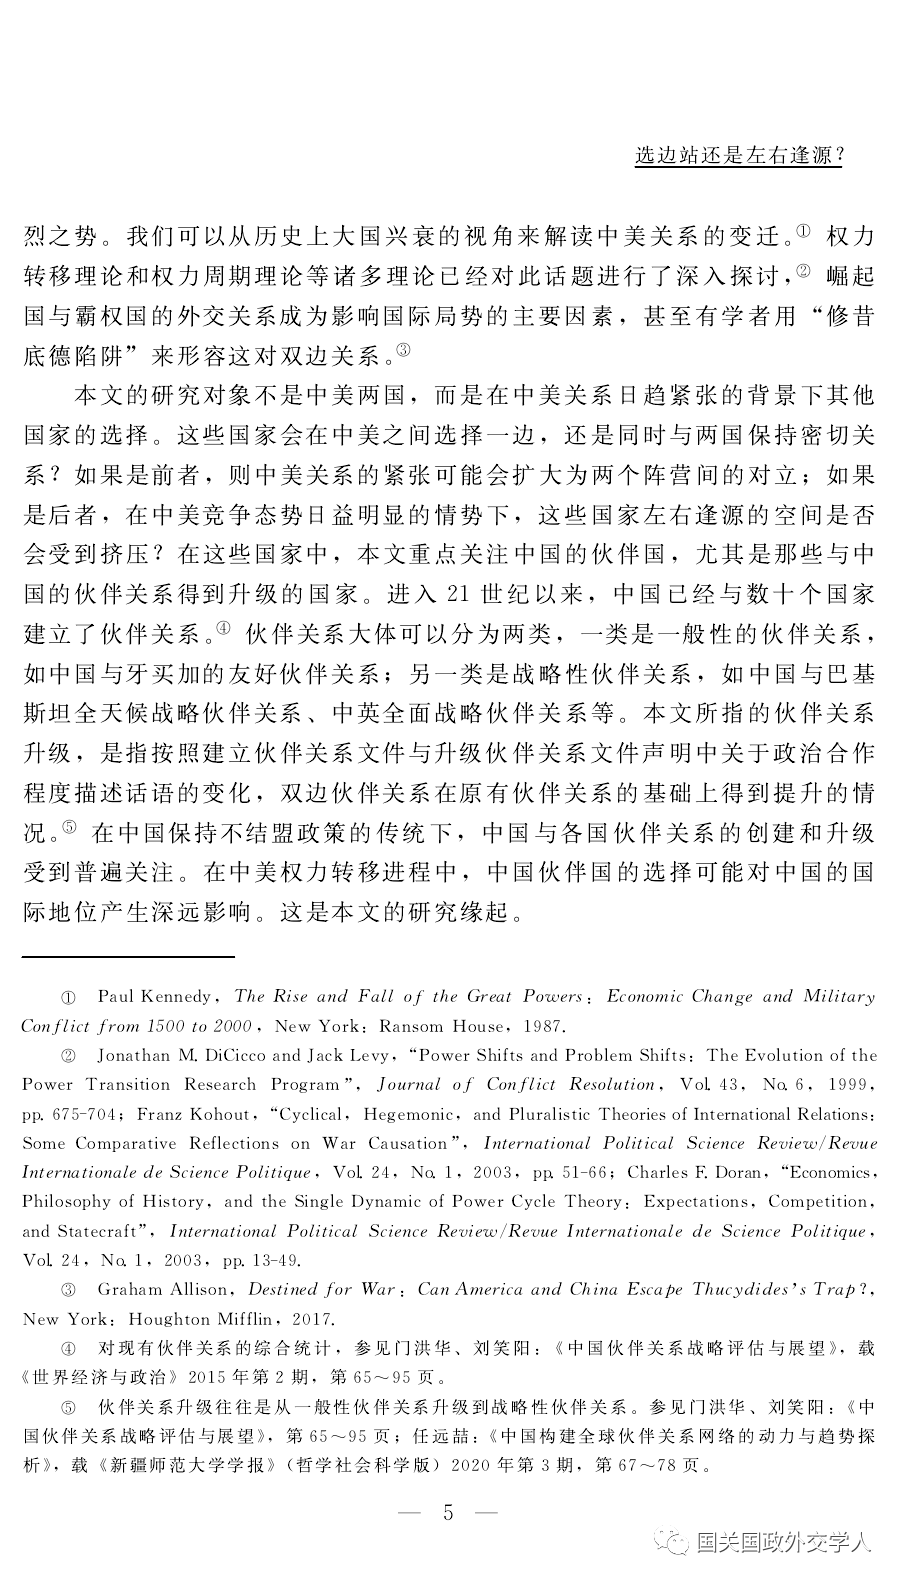 选边站还是左右逢源?
烈之势。我们可以从历史上大国兴衰的视角来解读中美关系的变迁。① 权力
转移理论和权力周期理论等诸多理论已经对此话题进行了深入探讨，② 崛起
国与霸权国的外交关系成为影响国际局势的主要因素，甚至有学者用“修昔
底德陷阱”来形容这对双边关系。③
本文的研究对象不是中美两国，而是在中美关系日趋紧张的背景下其他
国家的选择。这些国家会在中美之间选择一边，还是同时与两国保持密切关
系？如果是前者，则中美关系的紧张可能会扩大为两个阵营间的对立；如果
是后者，在中美竞争态势日益明显的情势下，这些国家左右逢源的空间是否
会受到挤压？在这些国家中，本文重点关注中国的伙伴国，尤其是那些与中
国的伙伴关系得到升级的国家。进入 21 世纪以来，中国已经与数十个国家
建立了伙伴关系。④ 伙伴关系大体可以分为两类，一类是一般性的伙伴关系，
如中国与牙买加的友好伙伴关系；另一类是战略性伙伴关系，如中国与巴基
斯坦全天候战略伙伴关系、中英全面战略伙伴关系等。本文所指的伙伴关系
升级，是指按照建立伙伴关系文件与升级伙伴关系文件声明中关于政治合作
程度描述话语的变化，双边伙伴关系在原有伙伴关系的基础上得到提升的情
况。⑤ 在中国保持不结盟政策的传统下，中国与各国伙伴关系的创建和升级
受到普遍关注。在中美权力转移进程中，中国伙伴国的选择可能对中国的国
际地位产生深远影响。这是本文的研究缘起。
① Paul Kennedy, The Rise and Fall of the Great Powers: Economic Change and Military
Conflict from 1500 to 2000, New York: Ransom House, 1987.
② Jonathan M. DiCicco and Jack Levy, “Power Shifts and Problem Shifts: The Evolution of the
Power Transition Research Program”, Journal of Conflict Resolution, Vol. 43, No. 6, 1999,
pp. 675-704; Franz Kohout, “Cyclical, Hegemonic, and Pluralistic Theories of International Relations:
Some Comparative Reflections on War Causation”, International Political Science Review/Revue
Internationale de Science Politique, Vol. 24, No. 1, 2003, pp. 51-66; Charles F. Doran, “Economics,
Philosophy of History, and the Single Dynamic of Power Cycle Theory: Expectations, Competition,
and Statecraft”, International Political Science Review/Revue Internationale de Science Politique,
Vol. 24, No. 1, 2003, pp. 13-49.
③ Graham Allison, Destined for War: Can America and China Escape Thucydides’s Trap?,
New York: Houghton Mifflin, 2017.
④ 对现有伙伴关系的综合统计，参见门洪华、刘笑阳：《中国伙伴关系战略评估与展望》，载
《世界经济与政治》2015 年第 2 期，第 65～95 页。
⑤ 伙伴关系升级往往是从一般性伙伴关系升级到战略性伙伴关系。参见门洪华、刘笑阳：《中
国伙伴关系战略评估与展望》，第 65～95 页；任远喆：《中国构建全球伙伴关系网络的动力与趋势探
析》，载《新疆师范大学学报》（哲学社会科学版）2020 年第 3 期，第 67～78 页。
— 5 —
国关国政外交学人